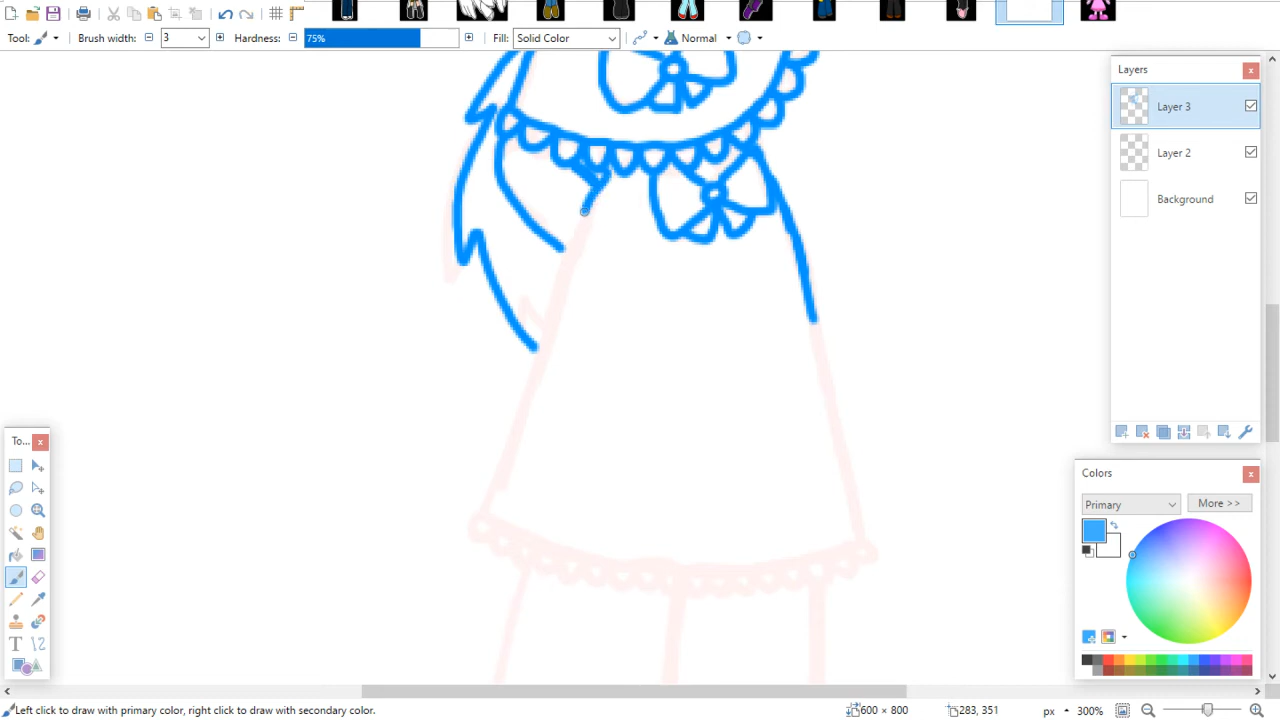 Tool:
Brush width:
3
Hardness:
75%
Fill:
Solid Color
Normal
Layers
Layer 3
Layer 2
Background
To...
Colors
Primary
More >>
Left click to draw with primary color, right click to draw with secondary color.
600 × 800
283, 351
px
300%